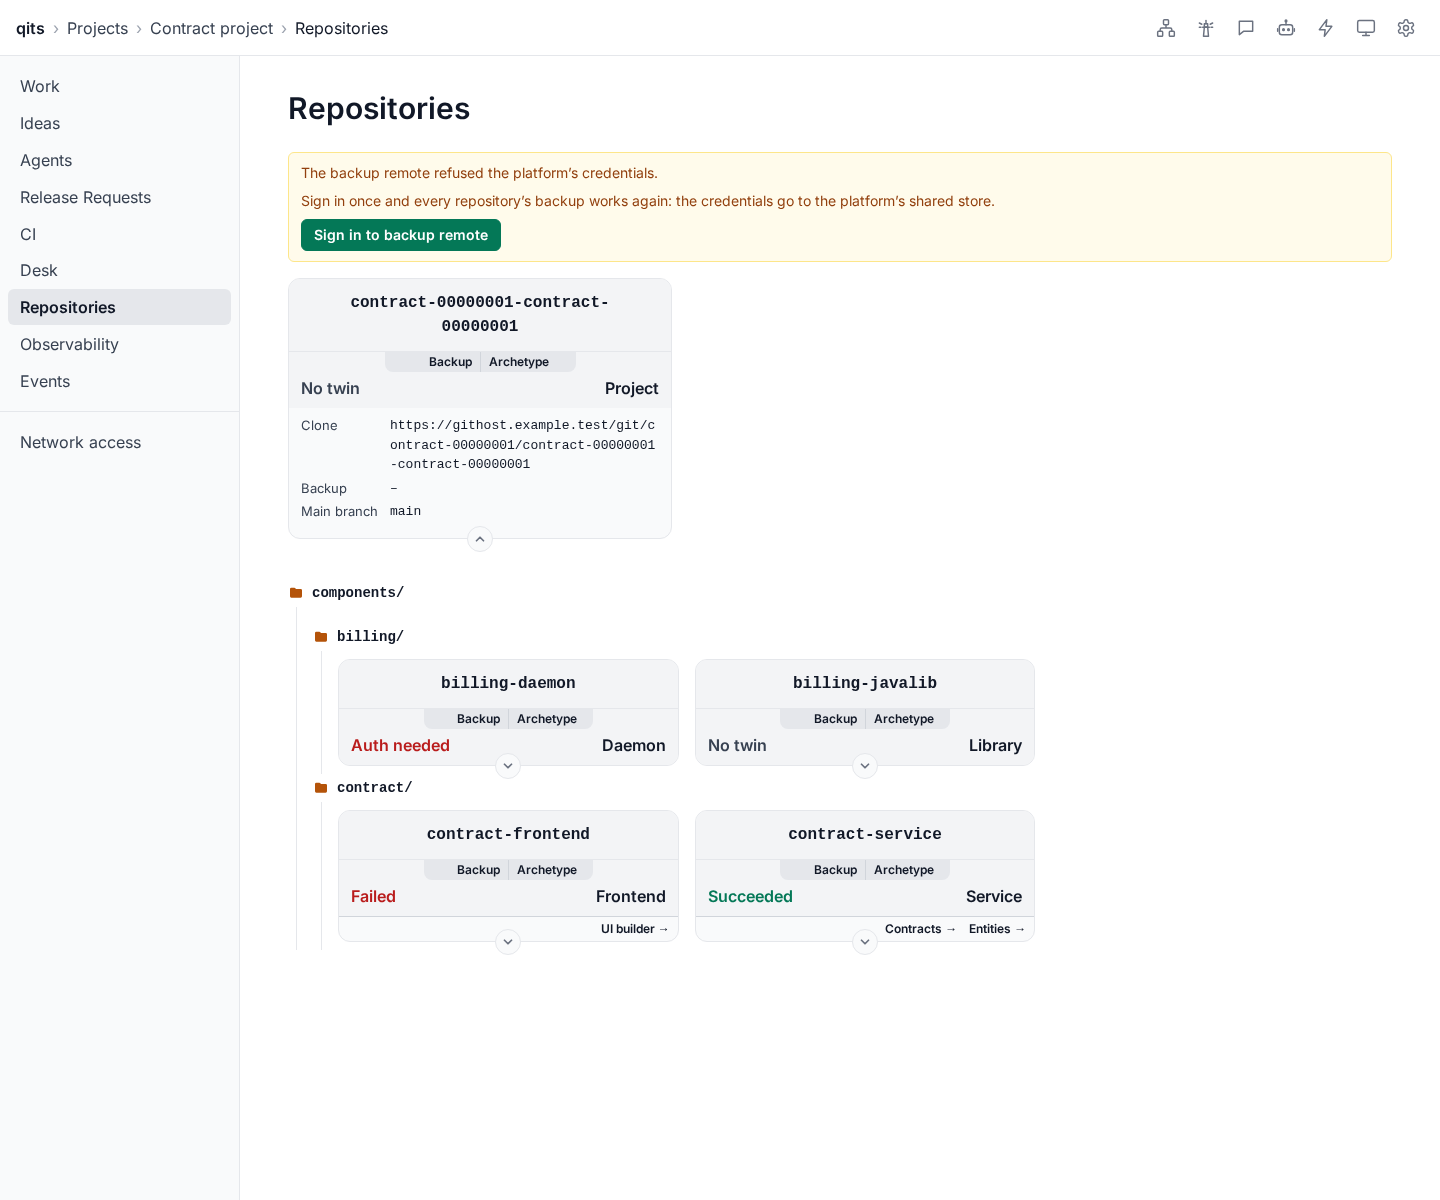 qits › Projects › Contract project › Repositories
Work
Ideas
Agents
Release Requests
CI
Desk
Repositories
Observability
Events
Network access
Repositories
The backup remote refused the platform’s credentials.
Sign in once and every repository’s backup works again: the credentials go to the platform’s shared store.
Sign in to backup remote
contract-00000001-contract-
00000001
Backup Archetype
No twin Project
Clone https://githost.example.test/git/c
ontract-00000001/contract-00000001
-contract-00000001
Backup –
Main branch main
components/
billing/
billing-daemon
Backup Archetype
Auth needed Daemon
billing-javalib
Backup Archetype
No twin Library
contract/
contract-frontend
Backup Archetype
Failed Frontend
UI builder →
contract-service
Backup Archetype
Succeeded Service
Contracts → Entities →